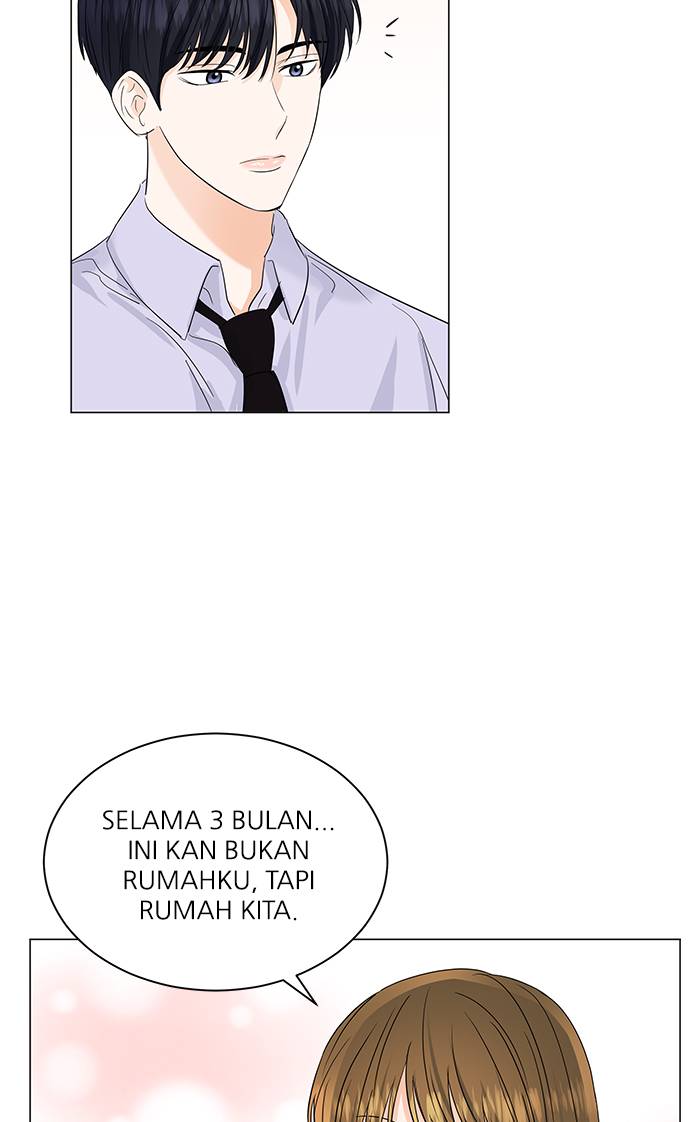 SELAMA 3 BULAN...
INI KAN BUKAN
RUMAHKU, TAPI
RUMAH KITA.